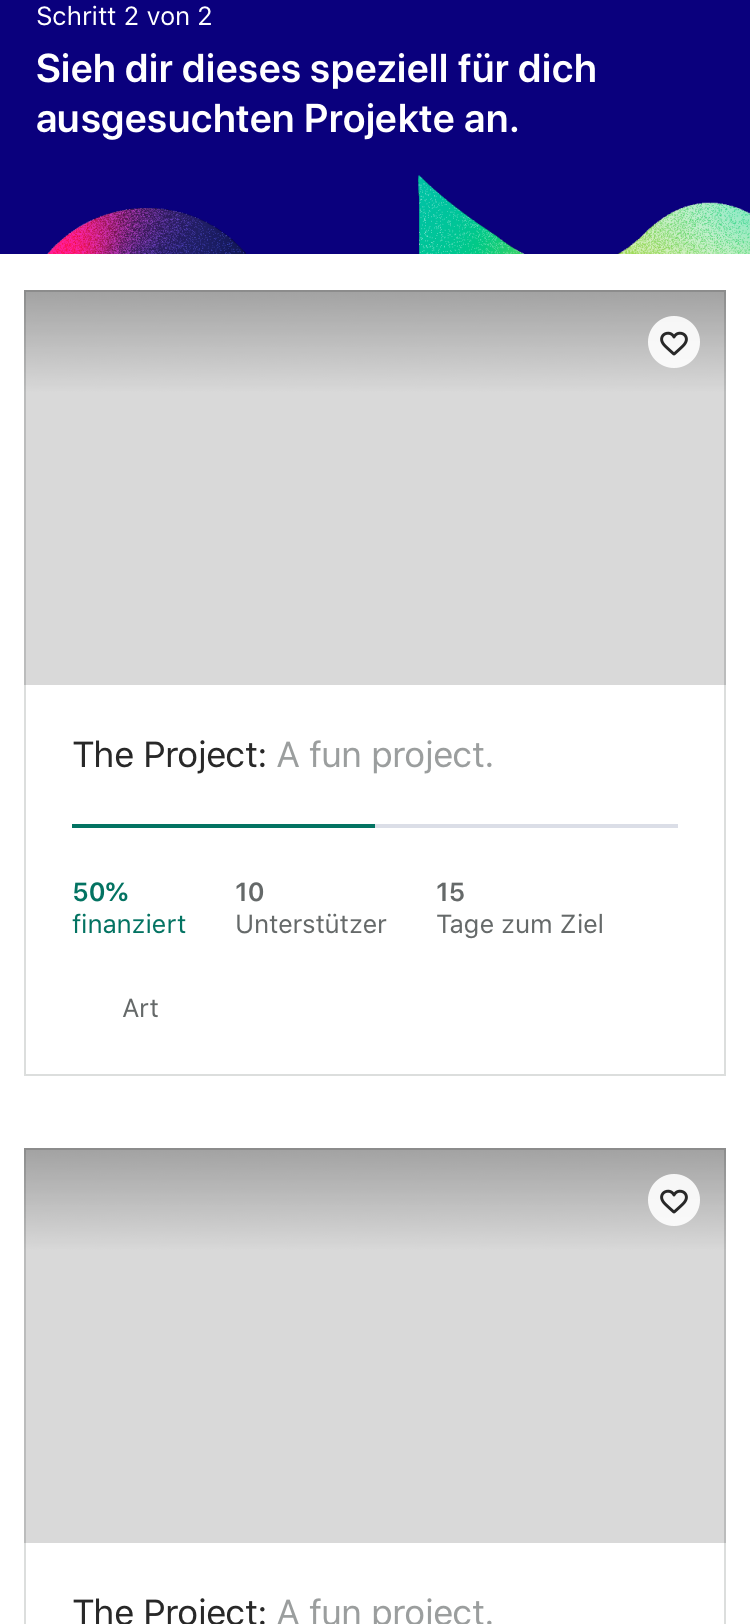 Schritt 2 von 2
Sieh dir dieses speziell für dich
ausgesuchten Projekte an.
The Project: A fun project.
50%
finanziert
10
Unterstützer
15
Tage zum Ziel
Art
The Project: A fun project.